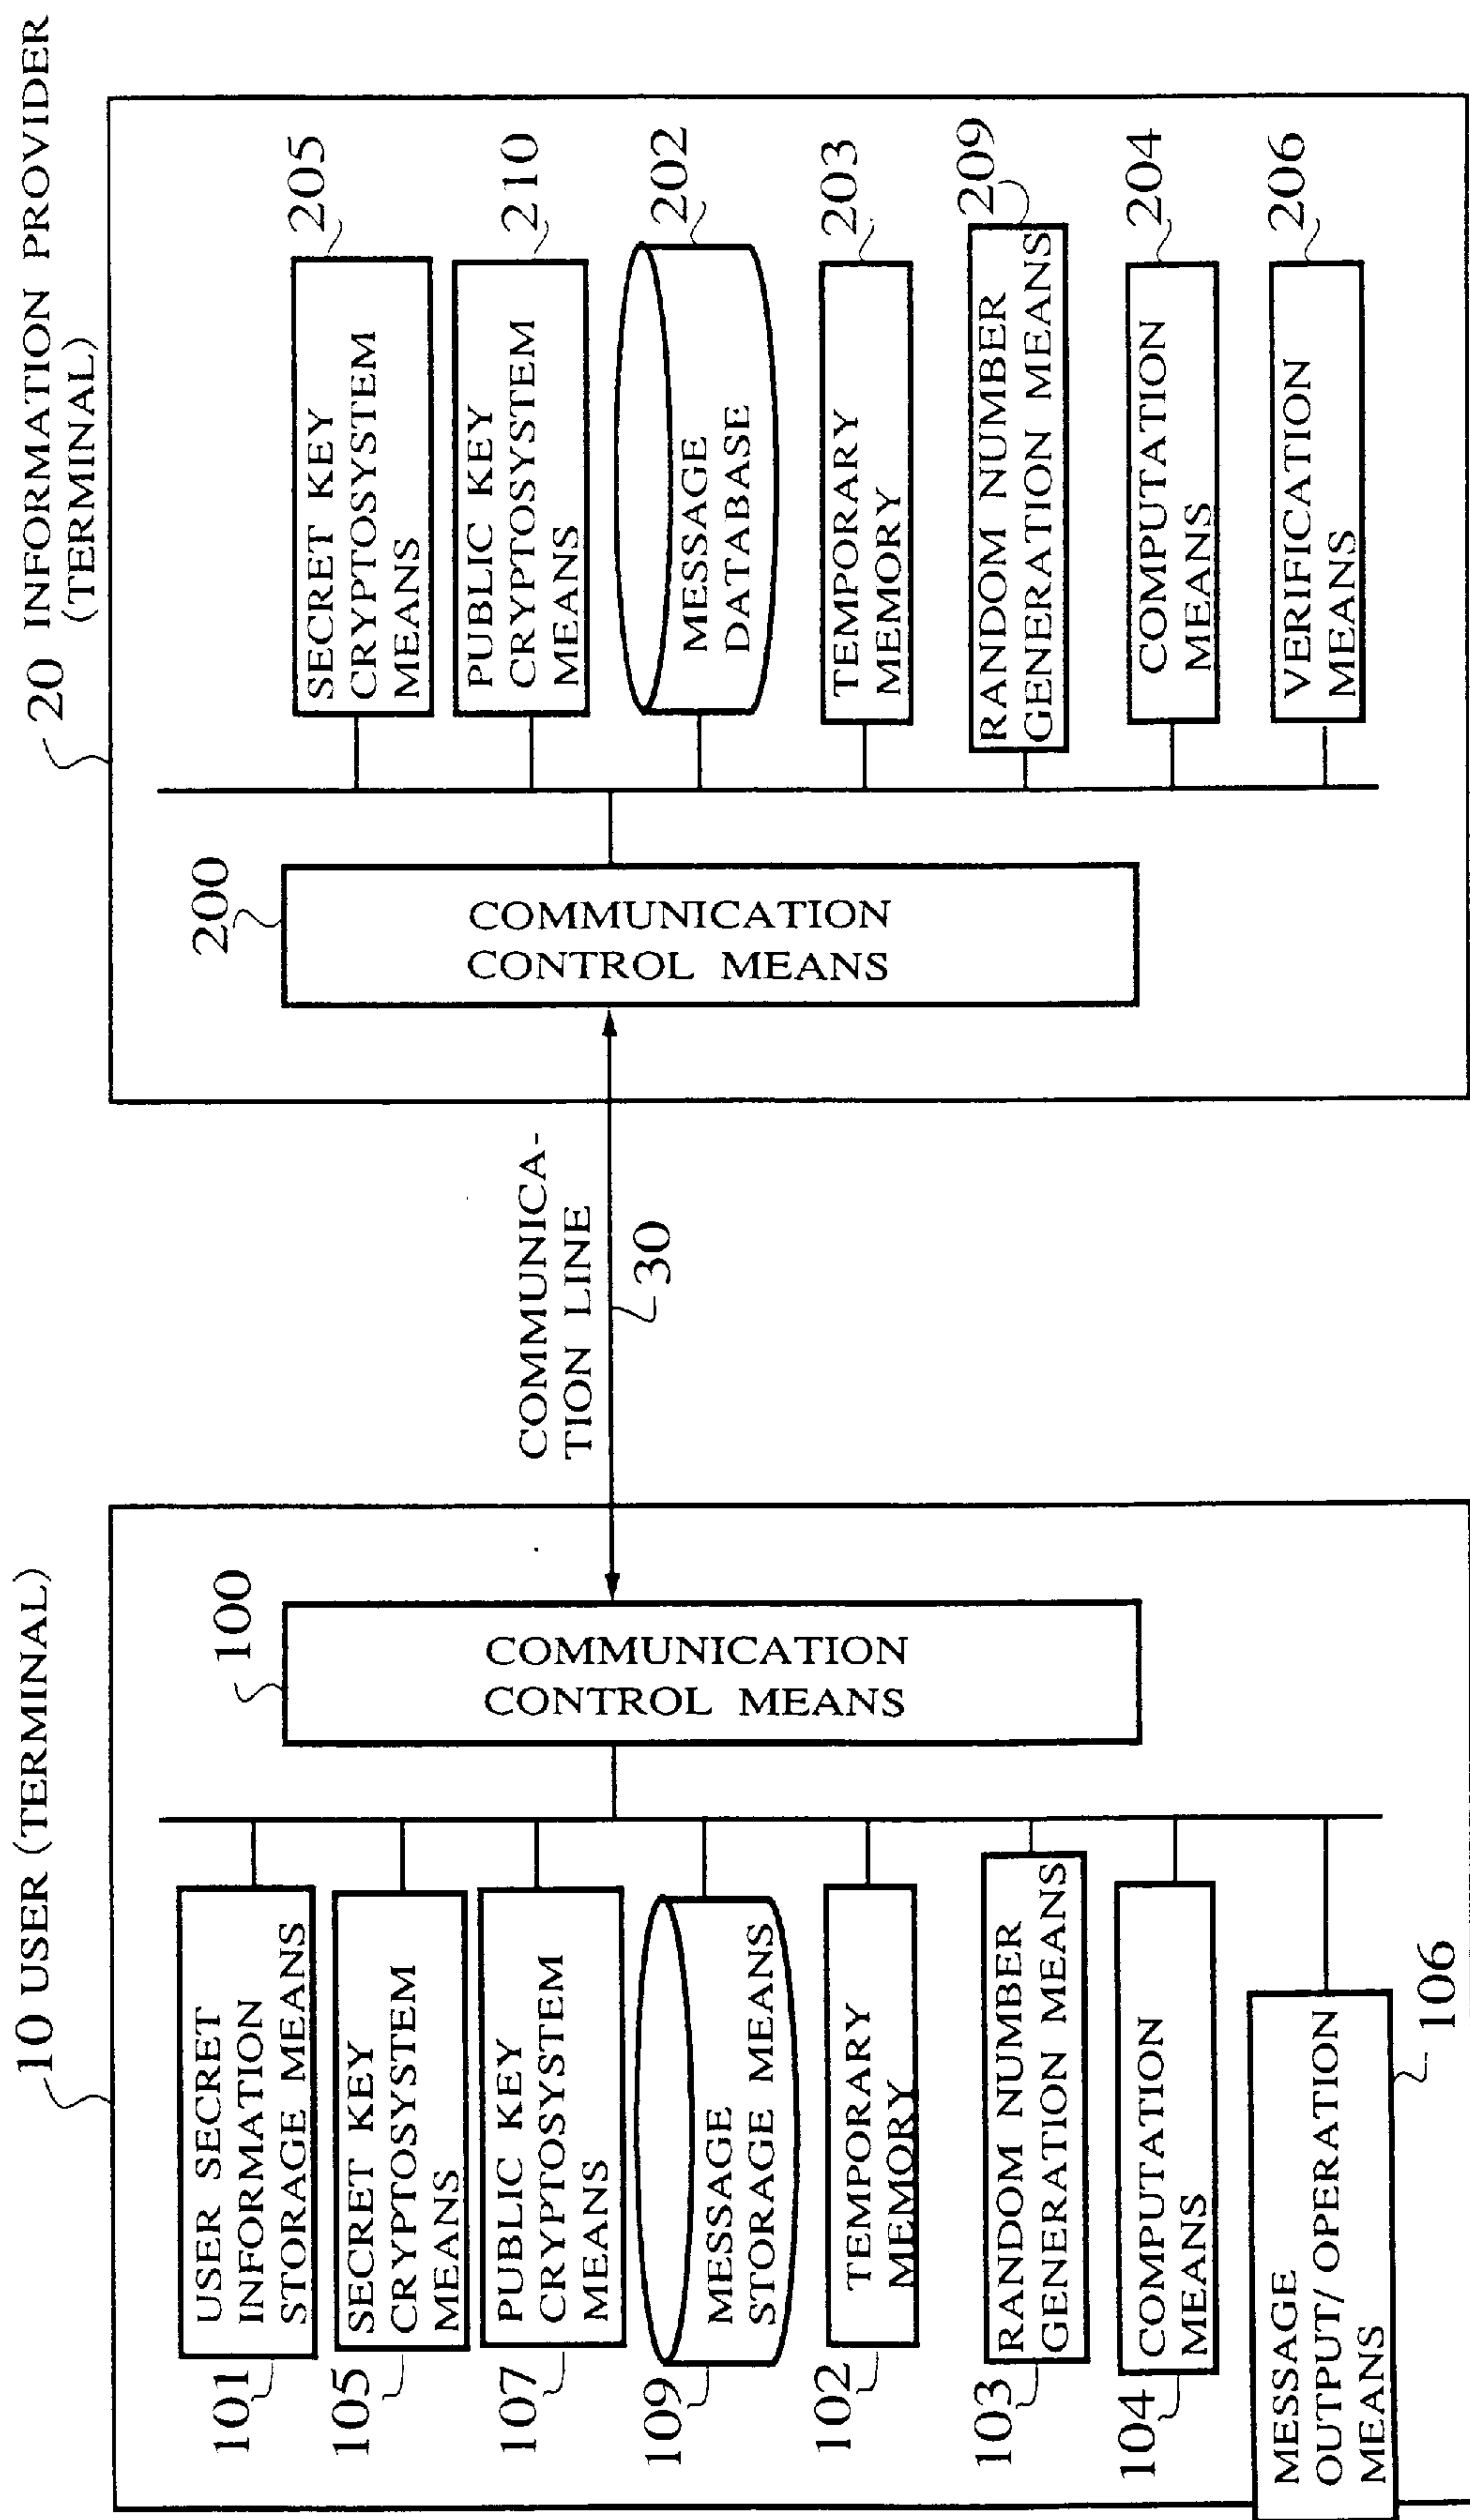 10 USER (TERMINAL)
101
USER SECRET
INFORMATION
STORAGE MEANS
105
SECRET KEY
CRYPTOSYSTEM
MEANS
107
PUBLIC KEY
CRYPTOSYSTEM
MEANS
109
MESSAGE
STORAGE MEANS
102
TEMPORARY
MEMORY
103
RANDOM NUMBER
GENERATION MEANS
104
COMPUTATION
MEANS
MESSAGE
OUTPUT/ OPERATION
MEANS
106
100
COMMUNICATION
CONTROL MEANS
COMMUNICA-
TION LINE
30
20 INFORMATION PROVIDER
(TERMINAL)
200
COMMUNICATION
CONTROL MEANS
SECRET KEY
CRYPTOSYSTEM
MEANS
205
PUBLIC KEY
CRYPTOSYSTEM
MEANS
210
MESSAGE
DATABASE
202
TEMPORARY
MEMORY
203
RANDOM NUMBER
GENERATION MEANS
209
COMPUTATION
MEANS
204
VERIFICATION
MEANS
206